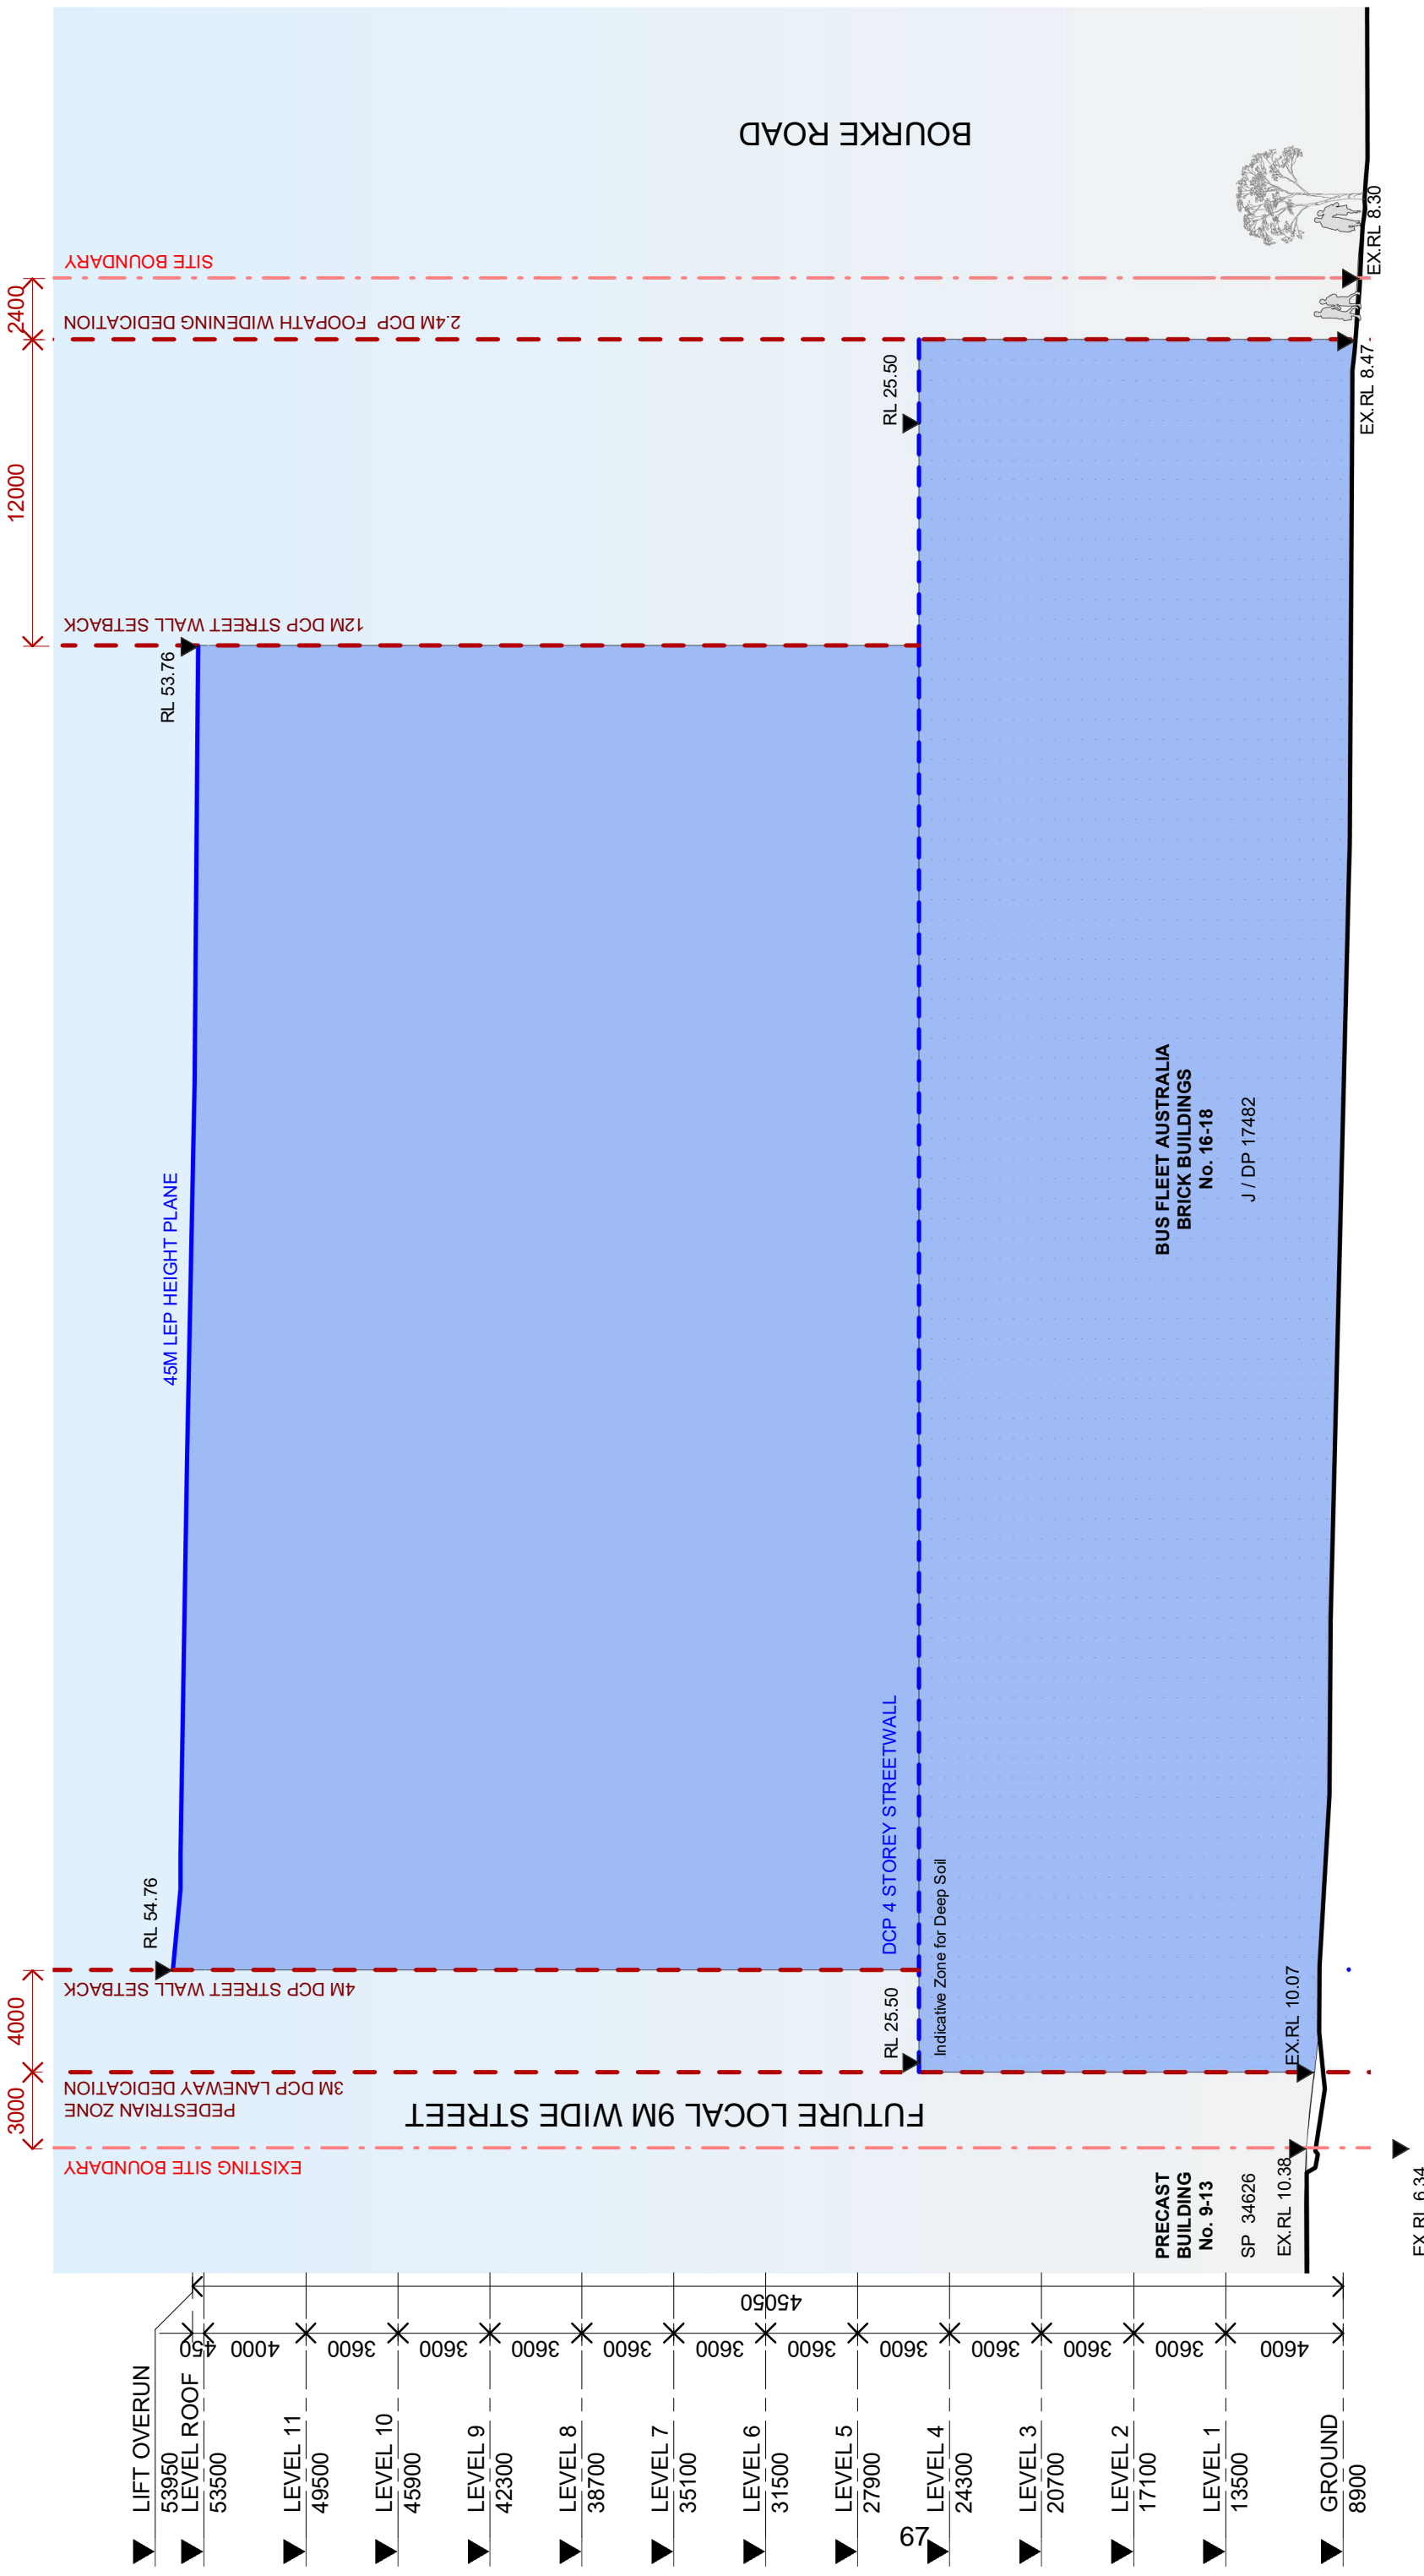 2400
12000
4000
3000
SITE BOUNDARY
2.4M DCP FOOPATH WIDENING DEDICATION
12M DCP STREET WALL SETBACK
4M DCP STREET WALL SETBACK
3M DCP LANEWAY DEDICATION
PEDESTRIAN ZONE
EXISTING SITE BOUNDARY
BOURKE ROAD
FUTURE LOCAL 9M WIDE STREET
RL 53.76
RL 54.76
45M LEP HEIGHT PLANE
RL 25.50
RL 25.50
DCP 4 STOREY STREETWALL
Indicative Zone for Deep Soil
BUS FLEET AUSTRALIA
BRICK BUILDINGS
No. 16-18
J / DP 17482
PRECAST
BUILDING
No. 9-13
SP 34626
EX.RL 10.38
EX.RL 10.07
EX.RL 8.47
EX.RL 8.30
EX.RL 6.34
45050
450
4000
3600
3600
3600
3600
3600
3600
3600
3600
3600
3600
4600
LIFT OVERUN
53950
LEVEL ROOF
53500
LEVEL 11
49500
LEVEL 10
45900
LEVEL 9
42300
LEVEL 8
38700
LEVEL 7
35100
LEVEL 6
31500
LEVEL 5
27900
LEVEL 4
24300
LEVEL 3
20700
LEVEL 2
17100
LEVEL 1
13500
GROUND
8900
67